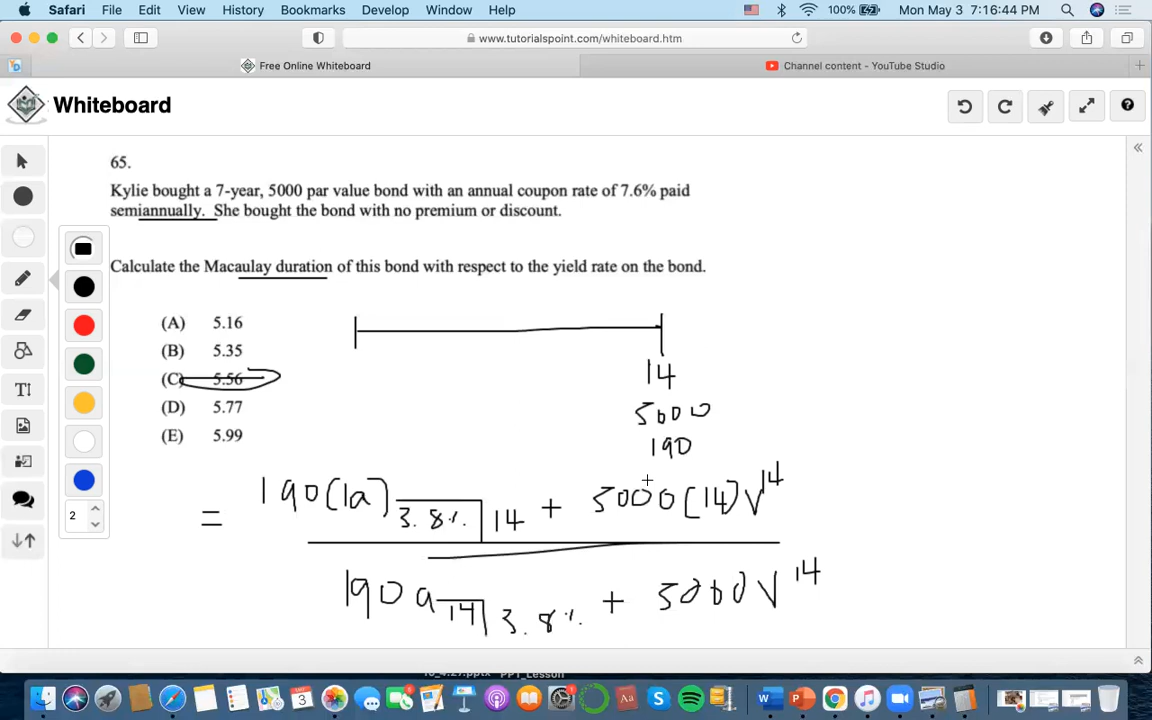 Safari File Edit View History Bookmarks Develop Window Help 100% Mon May 3 7:16:44 PM
www.tutorialspoint.com/whiteboard.htm
Free Online Whiteboard
Channel content - YouTube Studio
Whiteboard
65.
Kylie bought a 7-year, 5000 par value bond with an annual coupon rate of 7.6% paid
semiannually. She bought the bond with no premium or discount.
Calculate the Macaulay duration of this bond with respect to the yield rate on the bond.
(A) 5.16
(B) 5.35
(C) 5.56
(D) 5.77
(E) 5.99
14
5000
190
190(Ia) 3.8% 14 + 5000(14)v^14
=
190a 14 3.8% + 5000v^14
2
PPT_Lesson